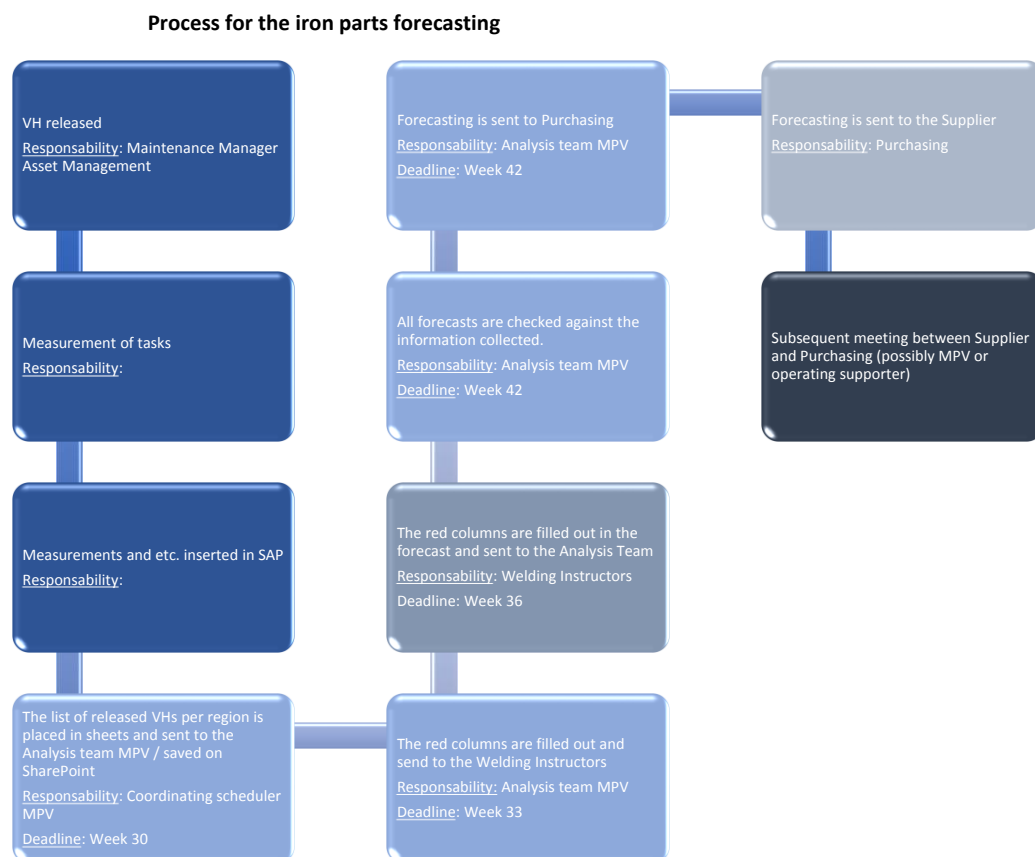 Process for the iron parts forecasting
VH released
Responsability: Maintenance Manager
Asset Management
Measurement of tasks
Responsability:
Measurements and etc. inserted in SAP
Responsability:
The list of released VHs per region is
placed in sheets and sent to the
Analysis team MPV / saved on
SharePoint
Responsability: Coordinating scheduler
MPV
Deadline: Week 30
The red columns are filled out and
send to the Welding Instructors
Responsability: Analysis team MPV
Deadline: Week 33
The red columns are filled out in the
forecast and sent to the Analysis Team
Responsability: Welding Instructors
Deadline: Week 36
All forecasts are checked against the
information collected.
Responsability: Analysis team MPV
Deadline: Week 42
Forecasting is sent to Purchasing
Responsability: Analysis team MPV
Deadline: Week 42
Forecasting is sent to the Supplier
Responsability: Purchasing
Subsequent meeting between Supplier
and Purchasing (possibly MPV or
operating supporter)